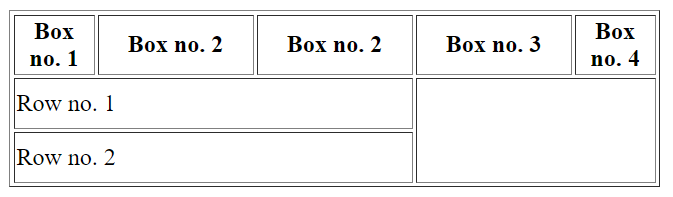 Box
no. 1
Box no. 2
Box no. 2
Box no. 3
Box
no. 4
Row no. 1
Row no. 2